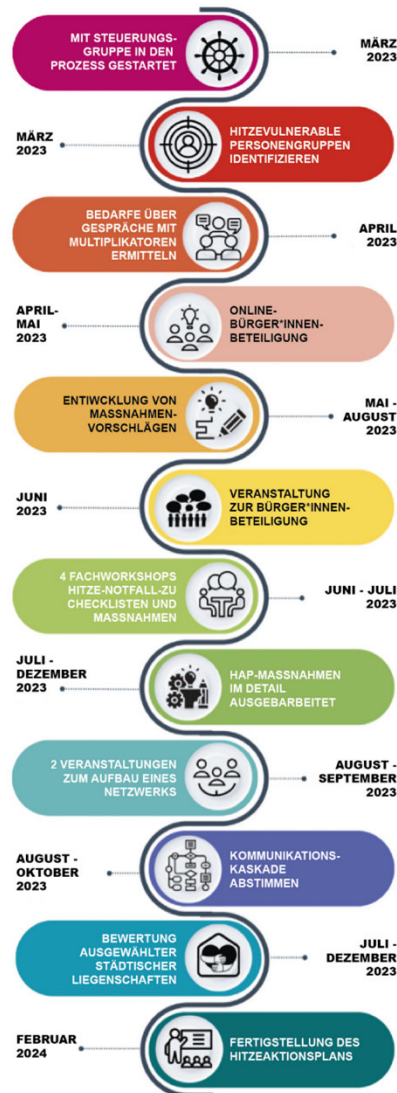 MIT STEUERUNGS-
GRUPPE IN DEN
PROZESS GESTARTET
MÄRZ
2023
MÄRZ
2023
HITZEVULNERABLE
PERSONENGRUPPEN
IDENTIFIZIEREN
BEDARFE ÜBER
GESPRÄCHE MIT
MULTIPLIKATOREN
ERMITTELN
APRIL
2023
APRIL-
MAI
2023
ONLINE-
BÜRGER*INNEN-
BETEILIGUNG
ENTIWCKLUNG VON
MASSNAHMEN-
VORSCHLÄGEN
MAI -
AUGUST
2023
JUNI
2023
VERANSTALTUNG
ZUR BÜRGER*INNEN-
BETEILIGUNG
4 FACHWORKSHOPS
HITZE-NOTFALL-ZU
CHECKLISTEN UND
MASSNAHMEN
JUNI - JULI
2023
JULI -
DEZEMBER
2023
HAP-MASSNAHMEN
IM DETAIL
AUSGEBARBEITET
2 VERANSTALTUNGEN
ZUM AUFBAU EINES
NETZWERKS
AUGUST -
SEPTEMBER
2023
AUGUST -
OKTOBER
2023
KOMMUNIKATIONS-
KASKADE
ABSTIMMEN
BEWERTUNG
AUSGEWÄHLTER
STÄDTISCHER
LIEGENSCHAFTEN
JULI -
DEZEMBER
2023
FEBRUAR
2024
FERTIGSTELLUNG DES
HITZEAKTIONSPLANS